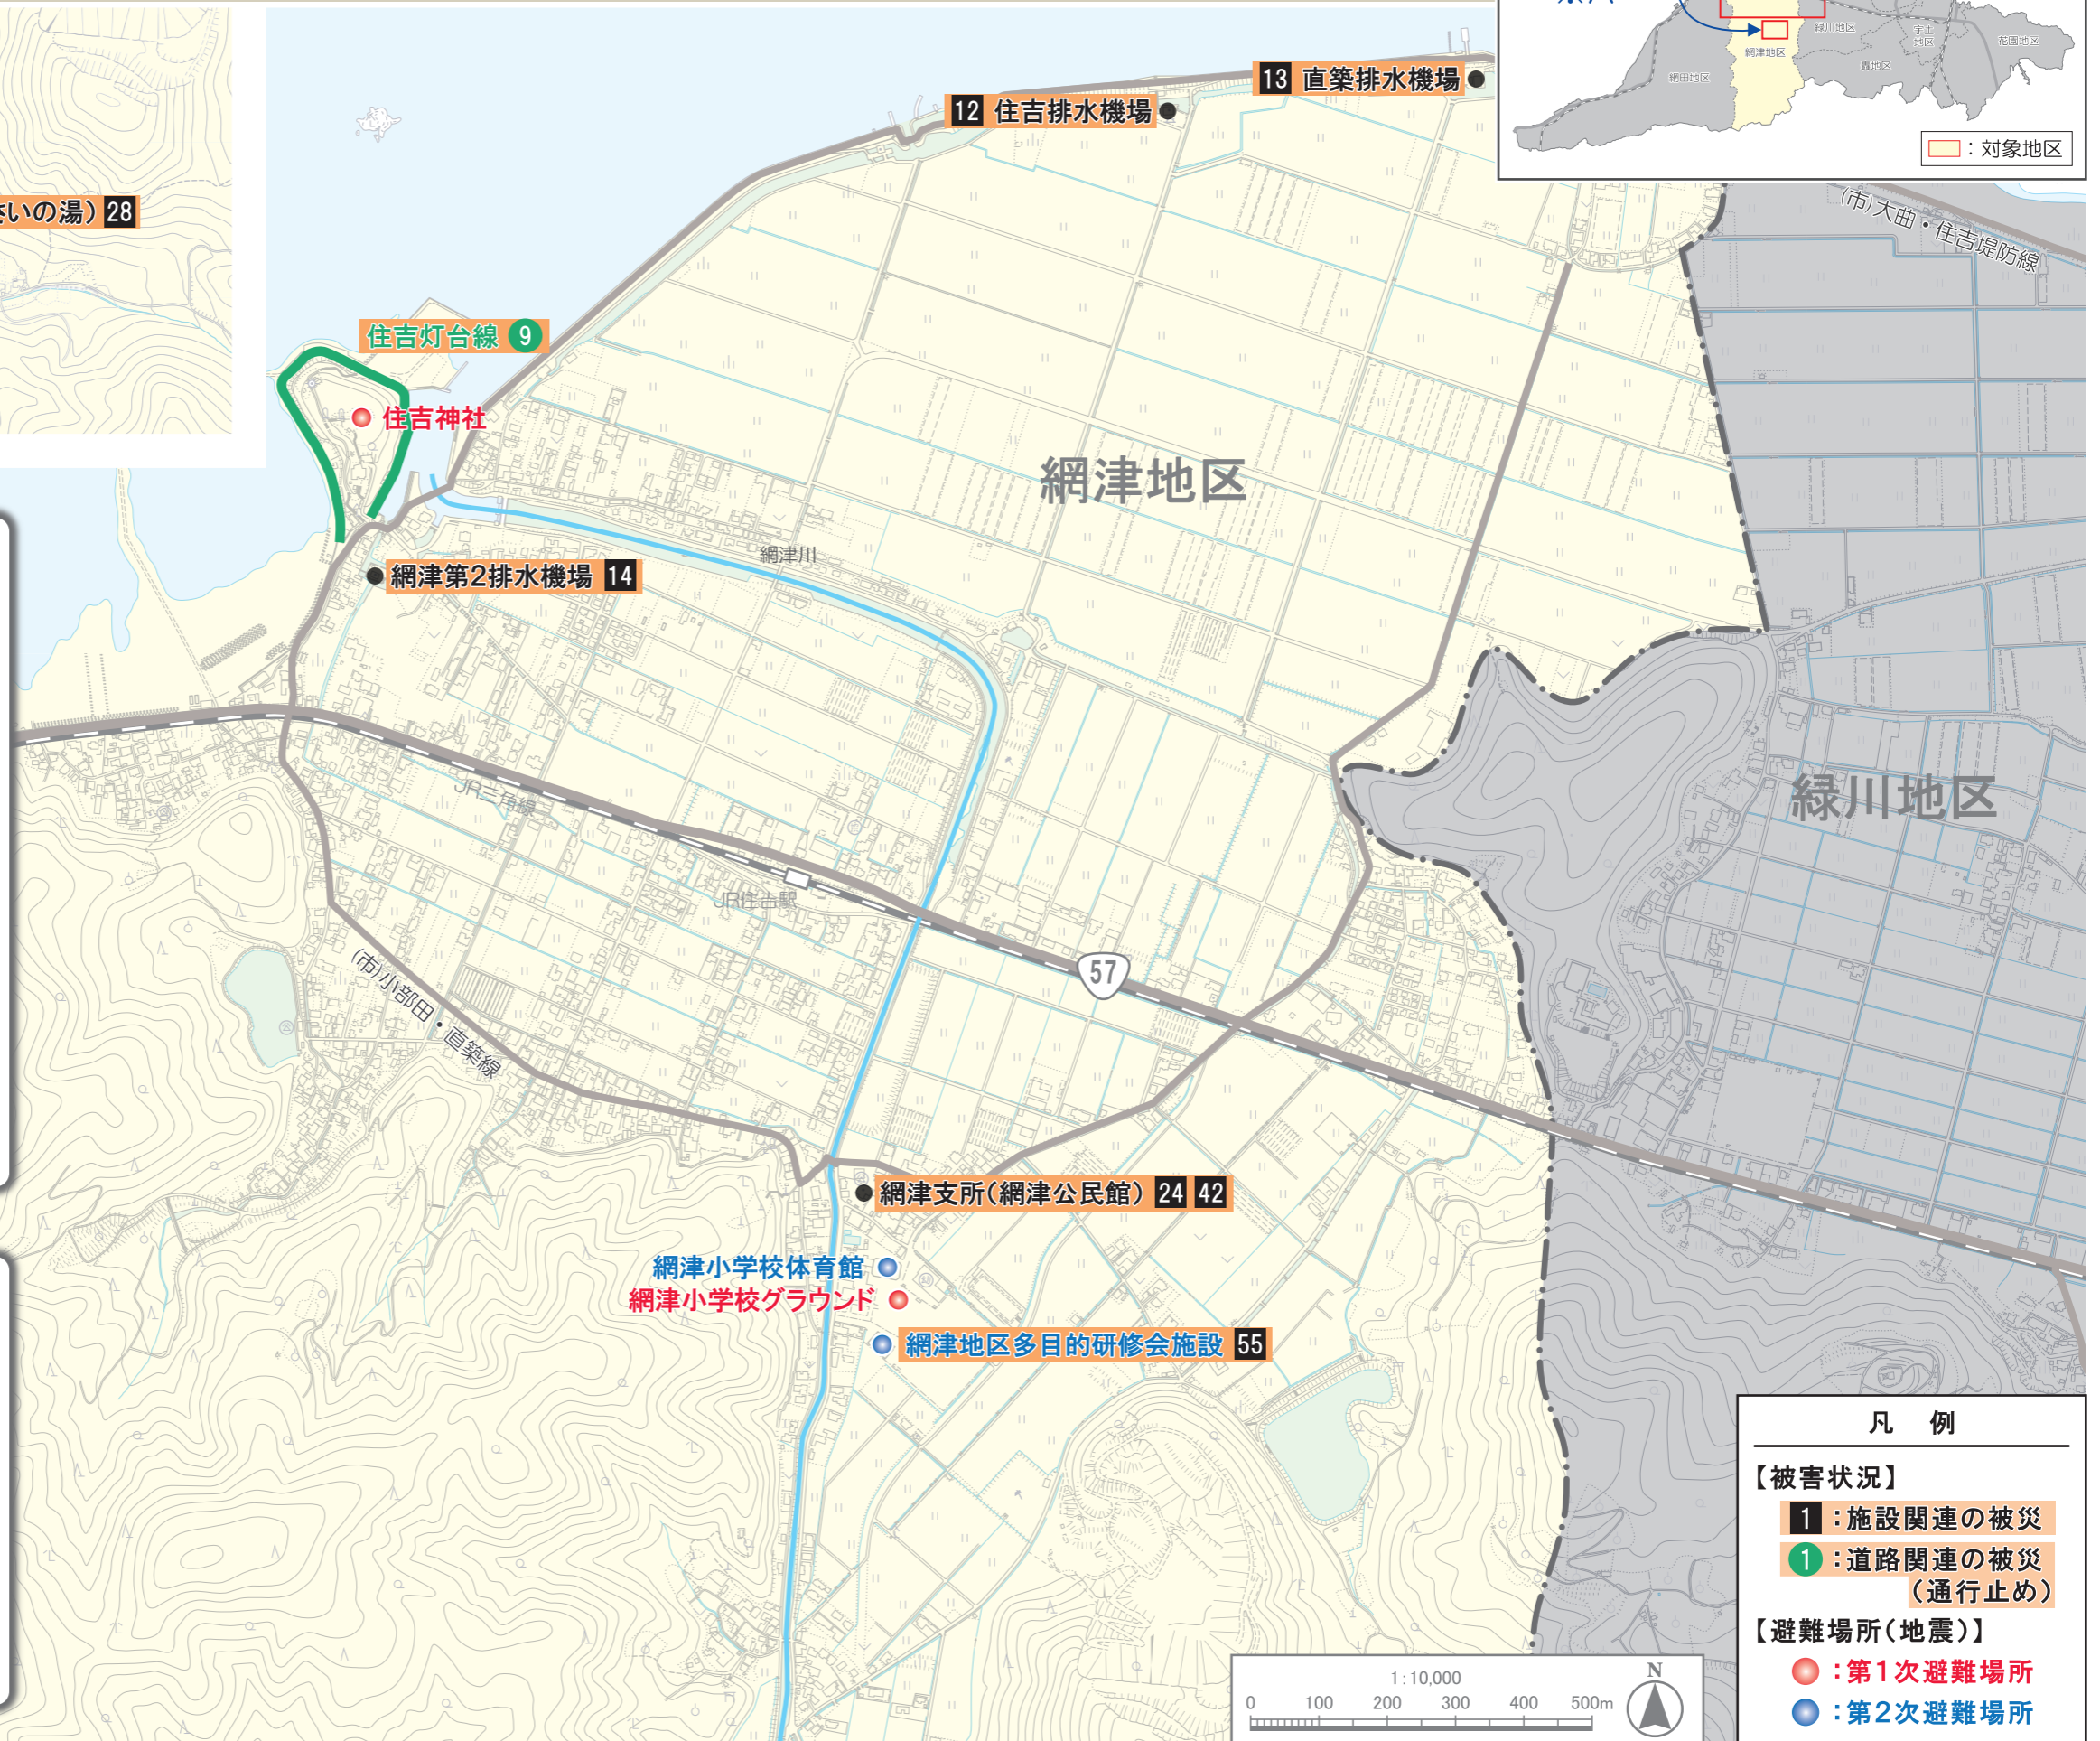 緑川地区
宇土
地区
花園地区
網津地区
轟地区
網田地区
：対象地区
13 直築排水機場
12 住吉排水機場
いの湯) 28
(市)大曲・住吉堤防線
住吉灯台線 9
住吉神社
網津地区
網津川
網津第2排水機場 14
JR三角線
緑川地区
JR住吉駅
57
(市)小部田・直築線
網津支所(網津公民館) 24 42
網津小学校体育館
網津小学校グラウンド
網津地区多目的研修会施設 55
凡 例
【被害状況】
1 ：施設関連の被災
1 ：道路関連の被災
(通行止め)
【避難場所(地震)】
：第1次避難場所
：第2次避難場所
1:10,000
N
0 100 200 300 400 500m